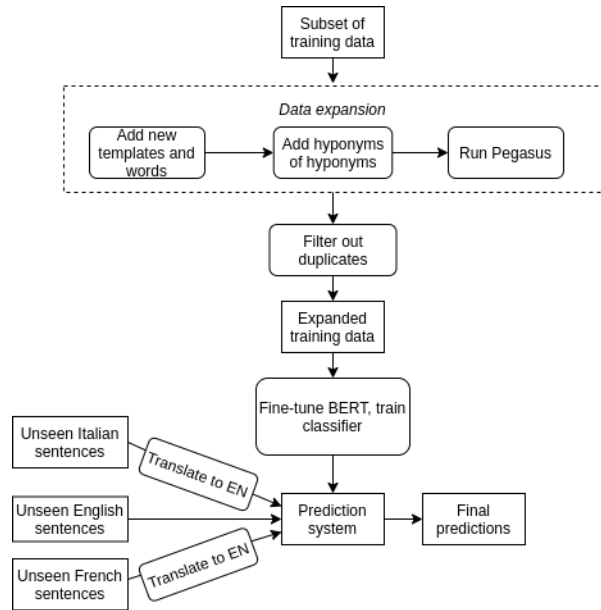 Subset of
training data
Data expansion
Add new
templates and
words
Add hyponyms
of hyponyms
Run Pegasus
Filter out
duplicates
Expanded
training data
Fine-tune BERT, train
classifier
Unseen Italian
sentences
Translate to EN
Unseen English
sentences
Prediction
system
Final
predictions
Unseen French
sentences
Translate to EN